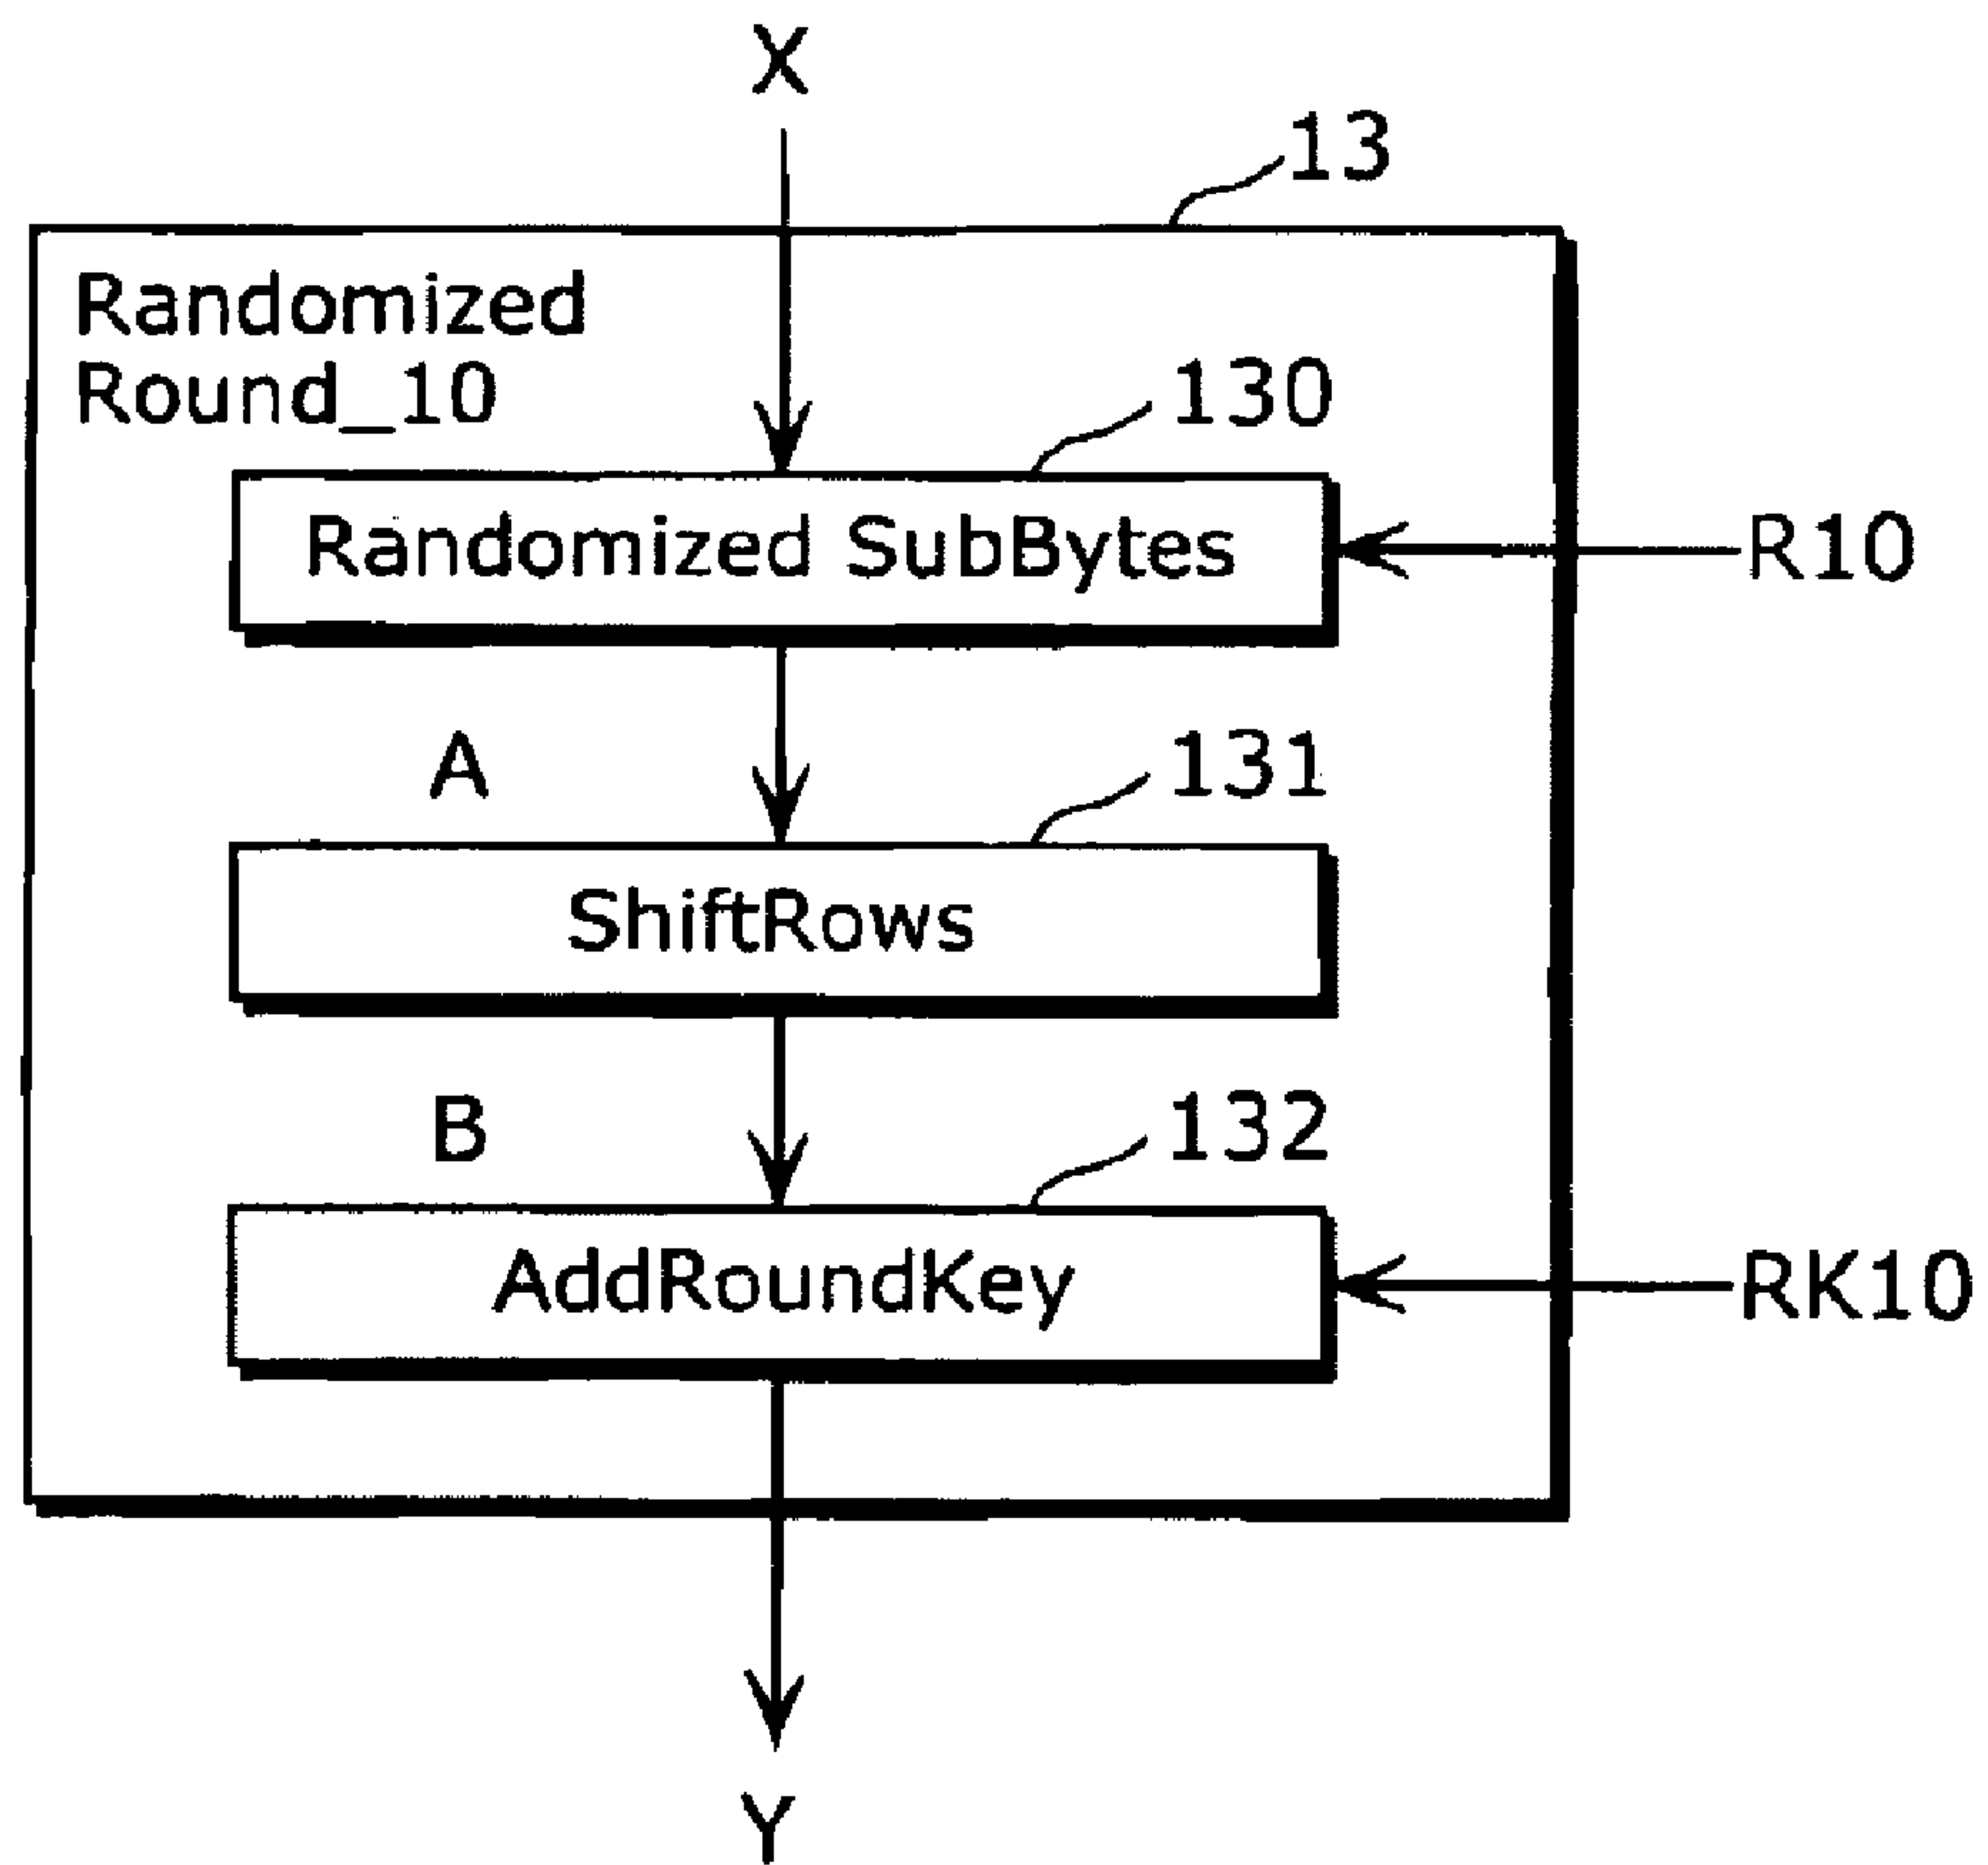 X
13
Randomized
Round_10
130
Randomized SubBytes
R10
A
131
ShiftRows
B
132
AddRoundKey
RK10
Y